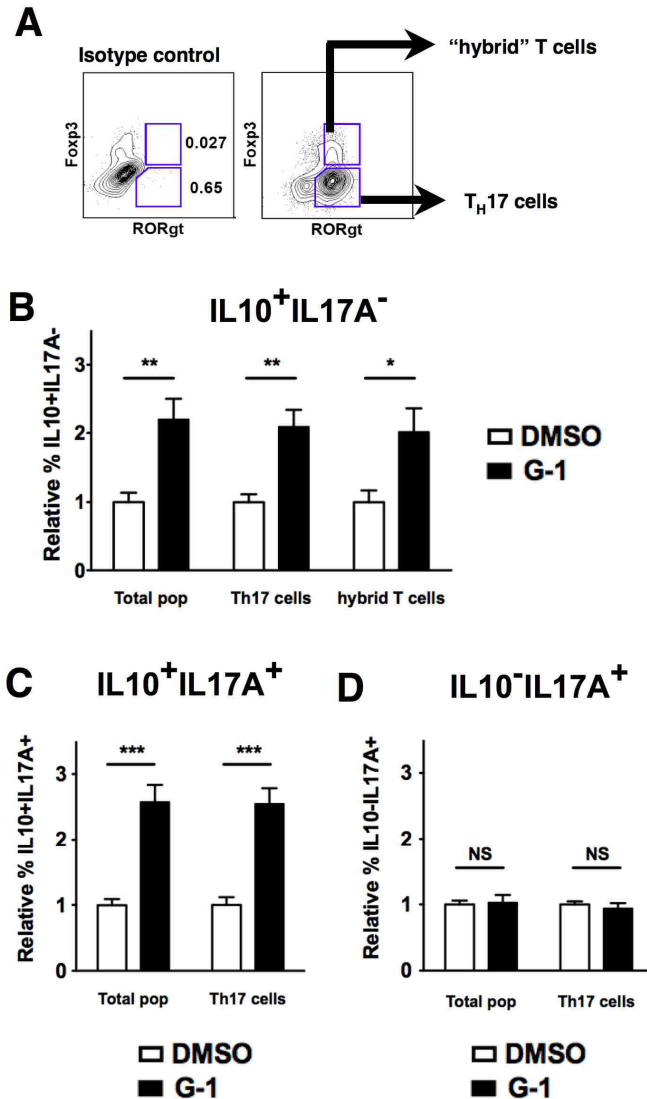 A
Isotype control
"hybrid" T cells
Foxp3
0.027
0.65
RORgt
Foxp3
RORgt
TH17 cells
B
IL10+IL17A-
Relative % IL10+IL17A-
3
2
1
0
** ** *
Total pop Th17 cells hybrid T cells
DMSO
G-1
C
IL10+IL17A+
Relative % IL10+IL17A+
3
2
1
0
*** ***
Total pop Th17 cells
DMSO
G-1
D
IL10-IL17A+
Relative % IL10-IL17A+
3
2
1
0
NS NS
Total pop Th17 cells
DMSO
G-1